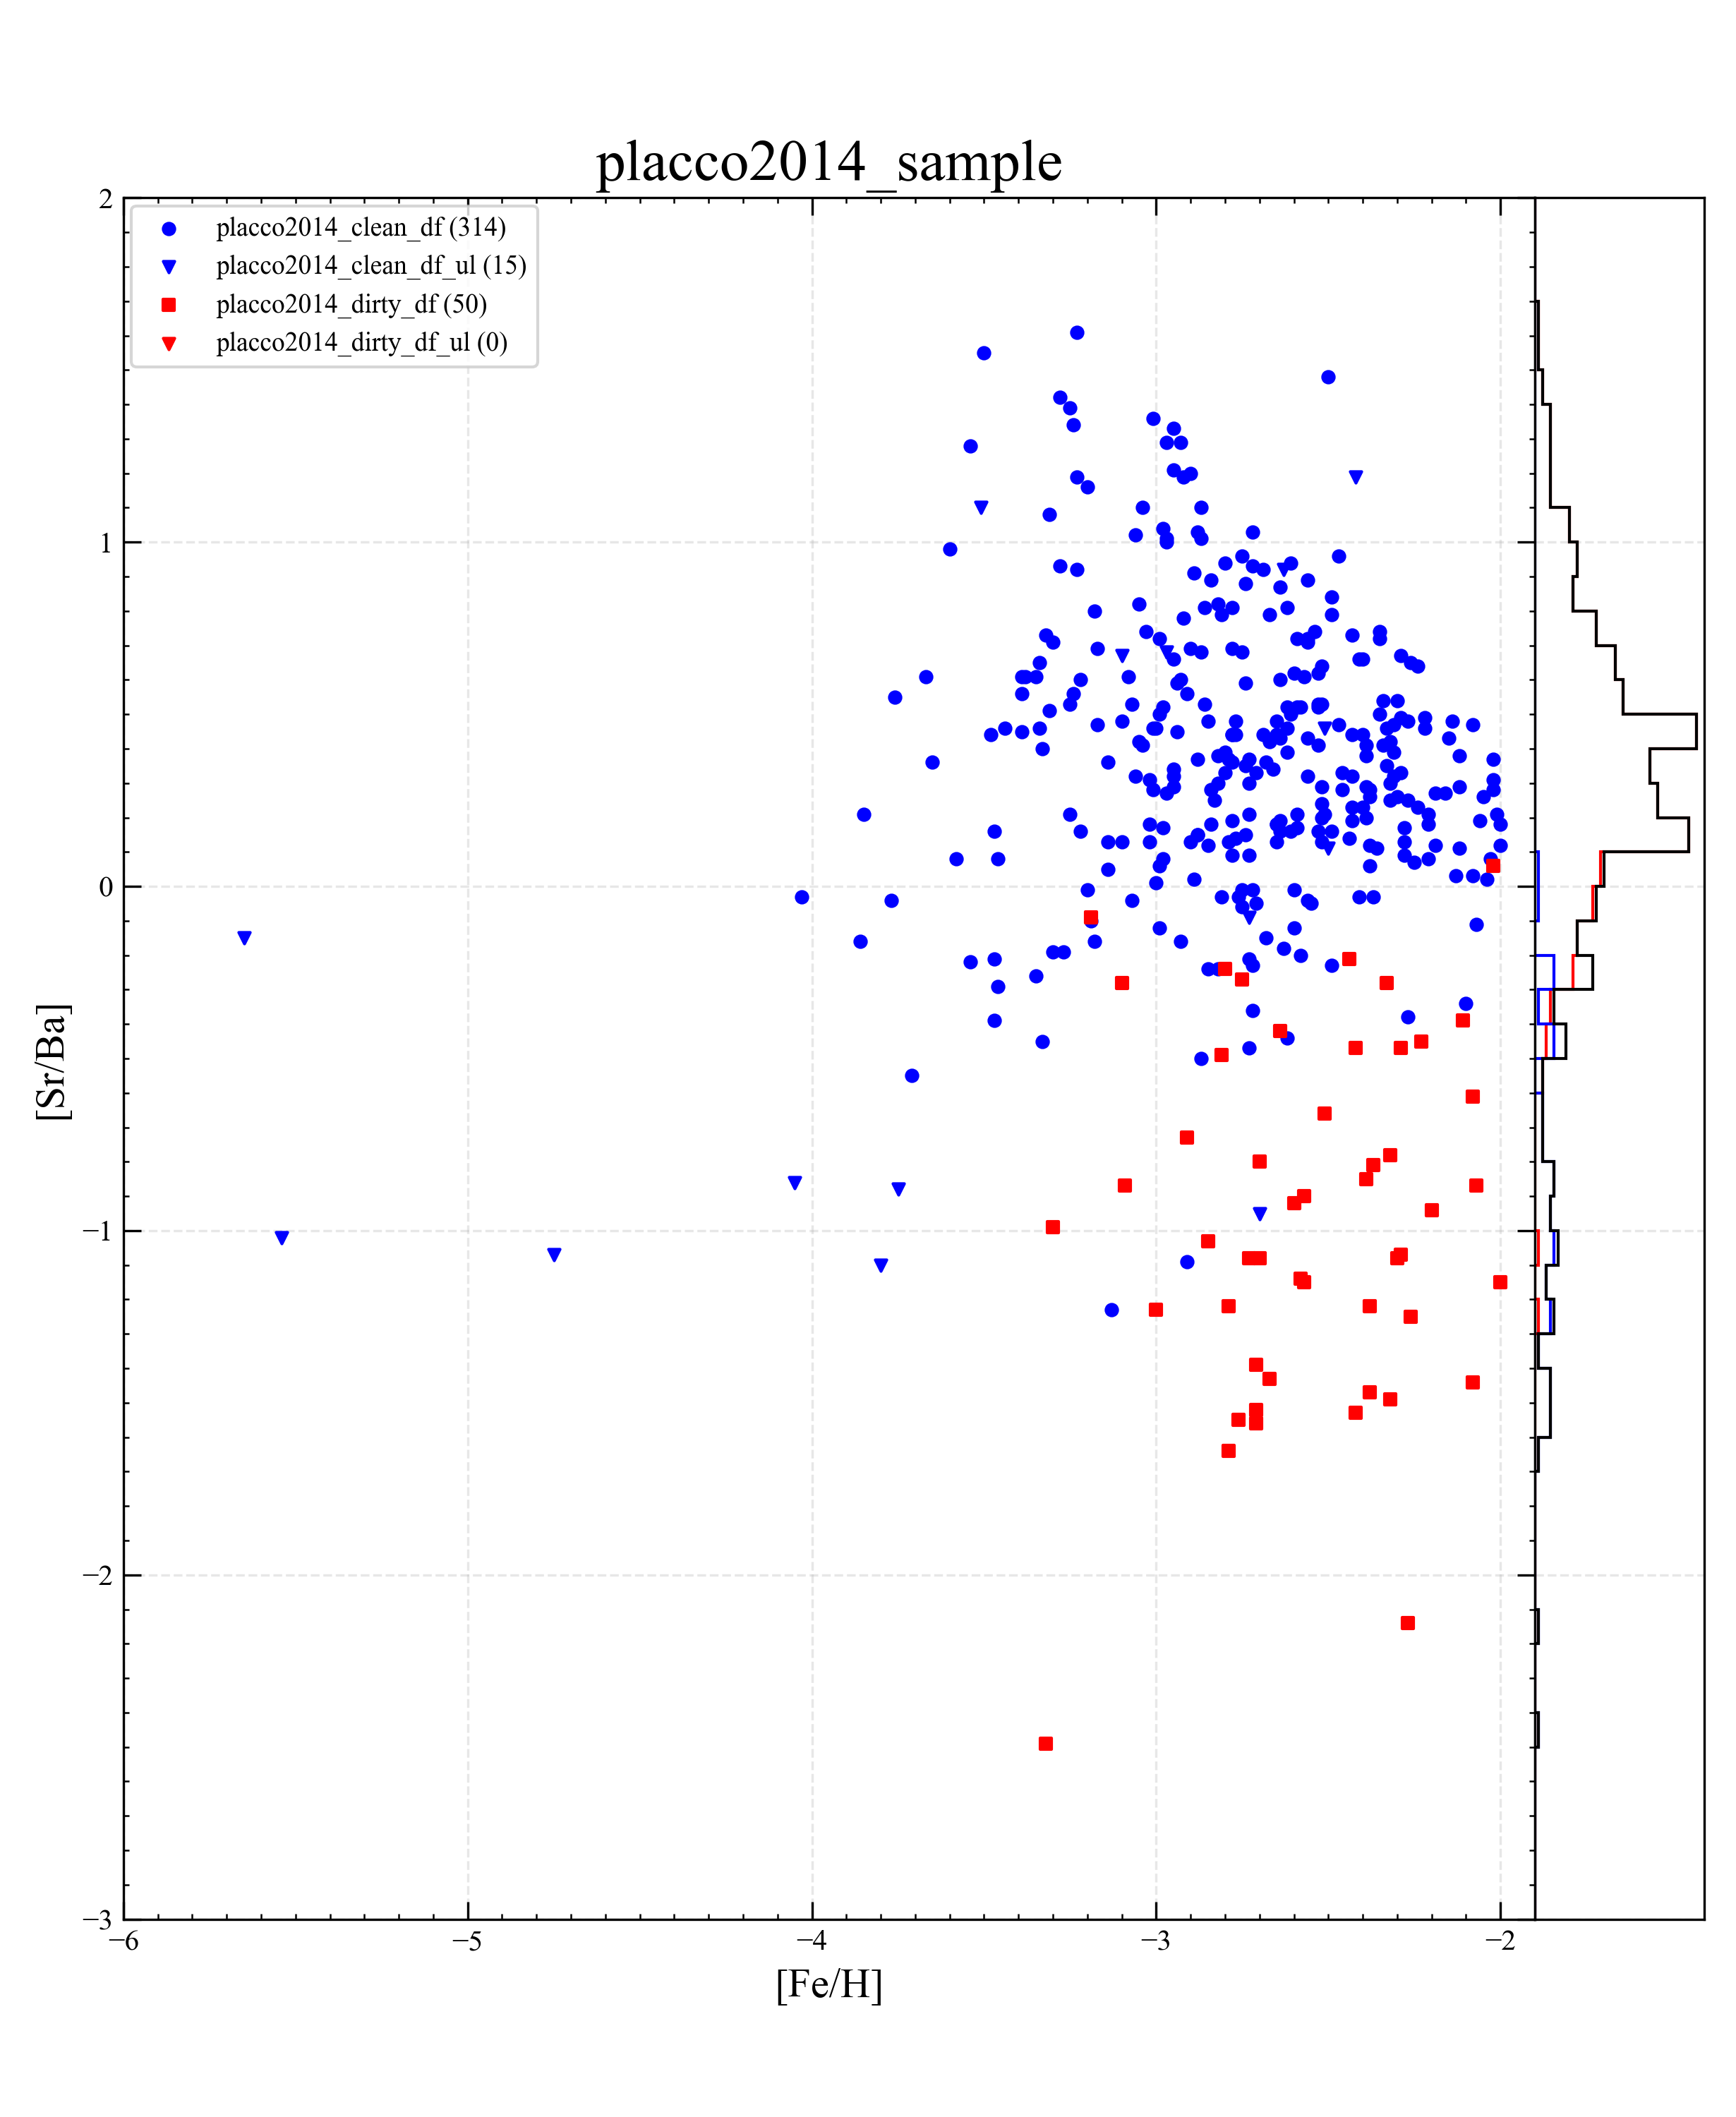 placco2014_sample
placco2014_clean_df (314)
placco2014_clean_df_ul (15)
placco2014_dirty_df (50)
placco2014_dirty_df_ul (0)
2
1
0
−1
−2
−3
[Sr/Ba]
−6 −5 −4 −3 −2
[Fe/H]